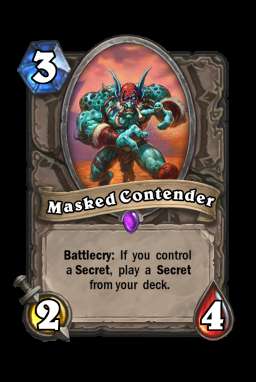 3
Masked Contender
Battlecry: If you control
a Secret, play a Secret
from your deck.
2 4